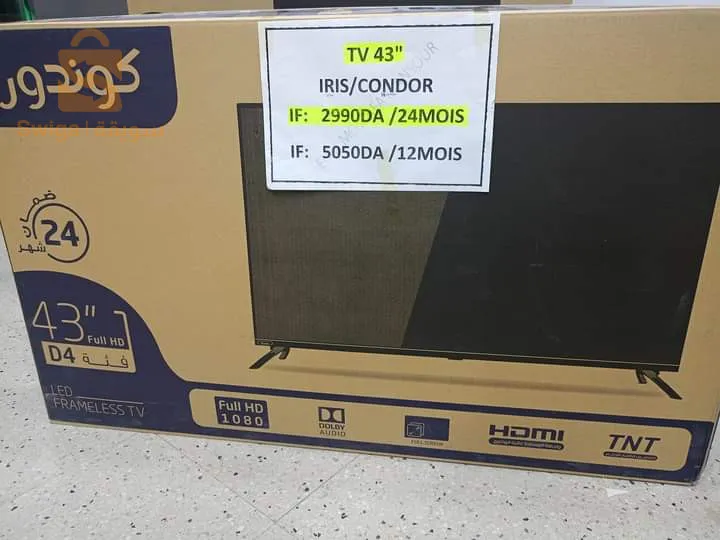 TV 43"
IRIS/CONDOR
IF: 2990DA /24MOIS
IF: 5050DA /12MOIS
كوندور
ضمان
24
شهر
43"
Full HD
فئة D4
LED
FRAMELESS TV
Full HD
1080
DOLBY
AUDIO
HDMI
TNT